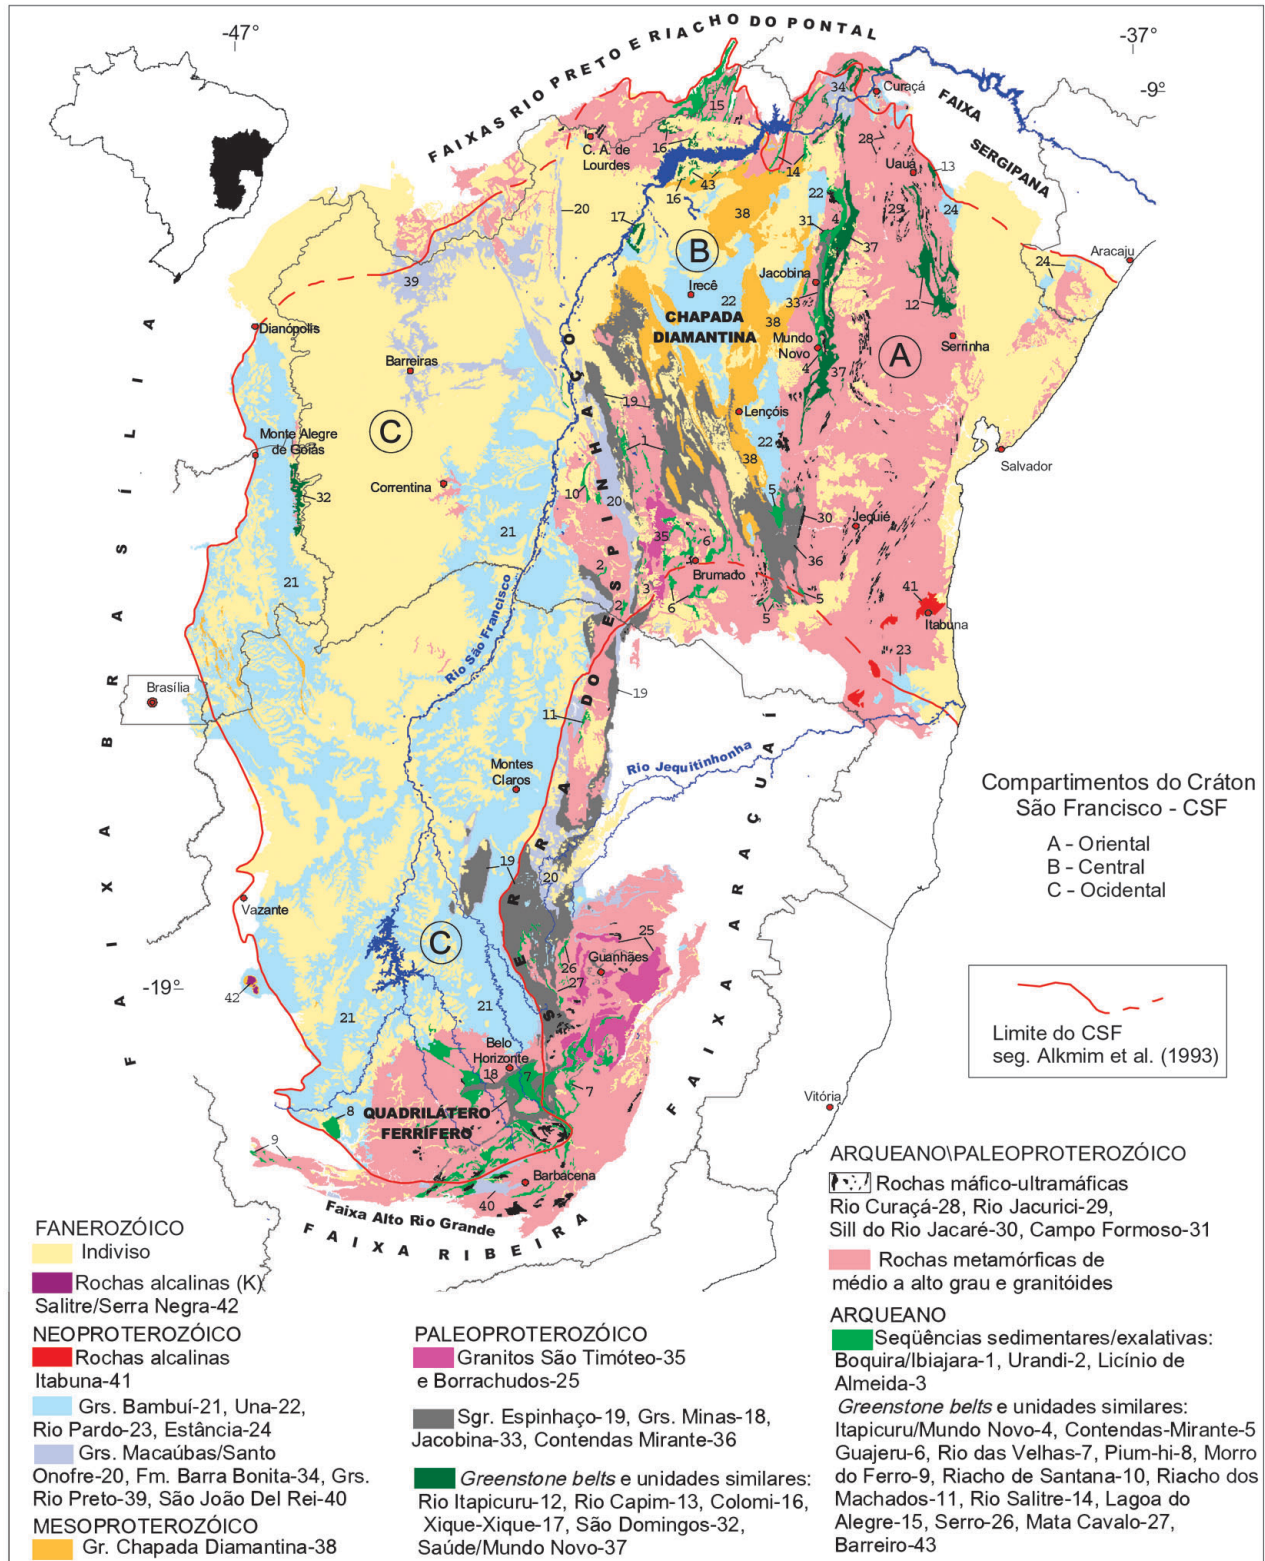 -47°
-37°
-9°
-19°
FAIXAS RIO PRETO E RIACHO DO PONTAL
FAIXA
SERGIPANA
FAIXA BRASÍLIA
SERRA DO ESPINHAÇO
FAIXA ARAÇUAÍ
Faixa Alto Rio Grande
FAIXA RIBEIRA
Curaçá
C. A. de
Lourdes
Uauá
Aracaju
Jacobina
Irecê
CHAPADA
DIAMANTINA
Mundo
Novo
Serrinha
Dianópolis
Barreiras
Lençóis
Monte Alegre
de Goiás
Correntina
Salvador
Jequié
Brumado
Itabuna
Rio São Francisco
Brasília
Rio Jequitinhonha
Montes
Claros
Vazante
Guanhães
Belo
Horizonte
QUADRILÁTERO
FERRÍFERO
Barbacena
Vitória
A
B
C
C
34
15
16
28
13
14
43
16
20
17
22
29
24
38
31
4
37
39
24
22
33
12
38
4
37
19
1
22
38
10
20
32
5
30
35
6
21
2
36
21
3
41
2
6
5
5
23
19
11
19
20
25
26
27
42
21
21
18
7
7
8
9
40
Compartimentos do Cráton
São Francisco - CSF
A - Oriental
B - Central
C - Ocidental
Limite do CSF
seg. Alkmim et al. (1993)
FANEROZÓICO
Indiviso
Rochas alcalinas (K)
Salitre/Serra Negra-42
NEOPROTEROZÓICO
Rochas alcalinas
Itabuna-41
Grs. Bambuí-21, Una-22,
Rio Pardo-23, Estância-24
Grs. Macaúbas/Santo
Onofre-20, Fm. Barra Bonita-34, Grs.
Rio Preto-39, São João Del Rei-40
MESOPROTEROZÓICO
Gr. Chapada Diamantina-38
PALEOPROTEROZÓICO
Granitos São Timóteo-35
e Borrachudos-25
Sgr. Espinhaço-19, Grs. Minas-18,
Jacobina-33, Contendas Mirante-36
Greenstone belts e unidades similares:
Rio Itapicuru-12, Rio Capim-13, Colomi-16,
Xique-Xique-17, São Domingos-32,
Saúde/Mundo Novo-37
ARQUEANO\PALEOPROTEROZÓICO
Rochas máfico-ultramáficas
Rio Curaçá-28, Rio Jacurici-29,
Sill do Rio Jacaré-30, Campo Formoso-31
Rochas metamórficas de
médio a alto grau e granitóides
ARQUEANO
Seqüências sedimentares/exalativas:
Boquira/Ibiajara-1, Urandi-2, Licínio de
Almeida-3
Greenstone belts e unidades similares:
Itapicuru/Mundo Novo-4, Contendas-Mirante-5
Guajeru-6, Rio das Velhas-7, Pium-hi-8, Morro
do Ferro-9, Riacho de Santana-10, Riacho dos
Machados-11, Rio Salitre-14, Lagoa do
Alegre-15, Serro-26, Mata Cavalo-27,
Barreiro-43